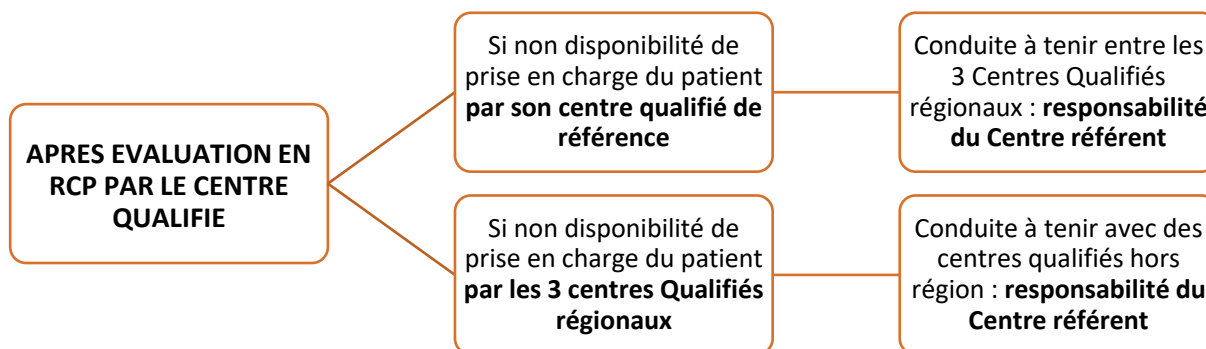 APRES EVALUATION EN
RCP PAR LE CENTRE
QUALIFIE
Si non disponibilité de
prise en charge du patient
par son centre qualifié de
référence
Conduite à tenir entre les
3 Centres Qualifiés
régionaux : responsabilité
du Centre référent
Si non disponibilité de
prise en charge du patient
par les 3 centres Qualifiés
régionaux
Conduite à tenir avec des
centres qualifiés hors
région : responsabilité du
Centre référent